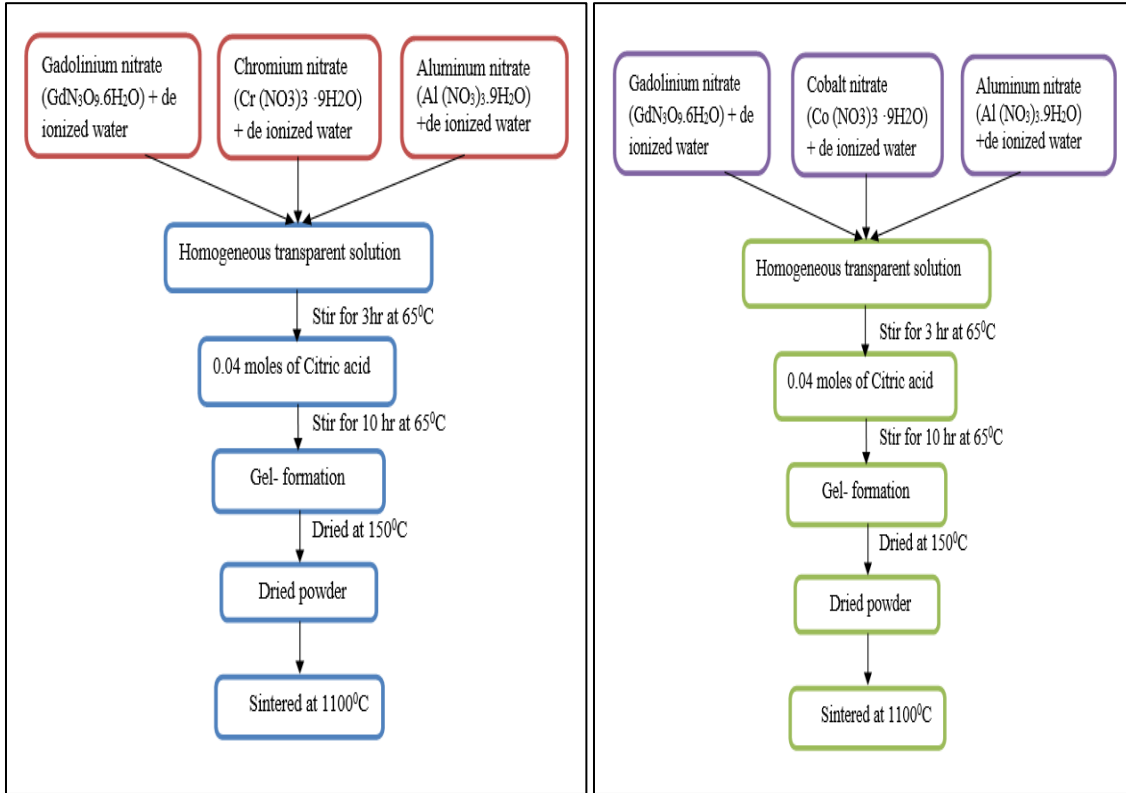 Gadolinium nitrate
(GdN₃O₉.6H₂O) + de
ionized water
Chromium nitrate
(Cr (NO3)3 ·9H2O)
+ de ionized water
Aluminum nitrate
(Al (NO₃)₃.9H₂O)
+de ionized water
Homogeneous transparent solution
Stir for 3hr at 65⁰C
0.04 moles of Citric acid
Stir for 10 hr at 65⁰C
Gel- formation
Dried at 150⁰C
Dried powder
Sintered at 1100⁰C
Gadolinium nitrate
(GdN₃O₉.6H₂O) + de
ionized water
Cobalt nitrate
(Co (NO3)3 ·9H2O)
+ de ionized water
Aluminum nitrate
(Al (NO₃)₃.9H₂O)
+de ionized water
Homogeneous transparent solution
Stir for 3 hr at 65⁰C
0.04 moles of Citric acid
Stir for 10 hr at 65⁰C
Gel- formation
Dried at 150⁰C
Dried powder
Sintered at 1100⁰C